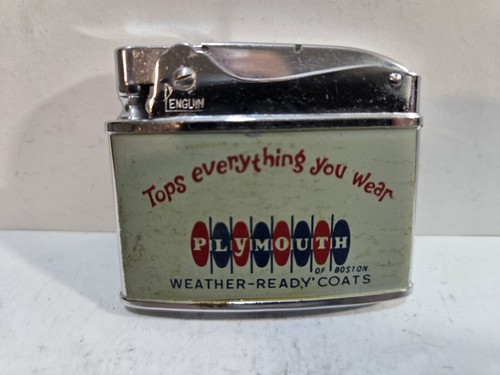 PENGUIN
Tops everything you wear
PLYMOUTH
OF BOSTON
WEATHER-READY COATS